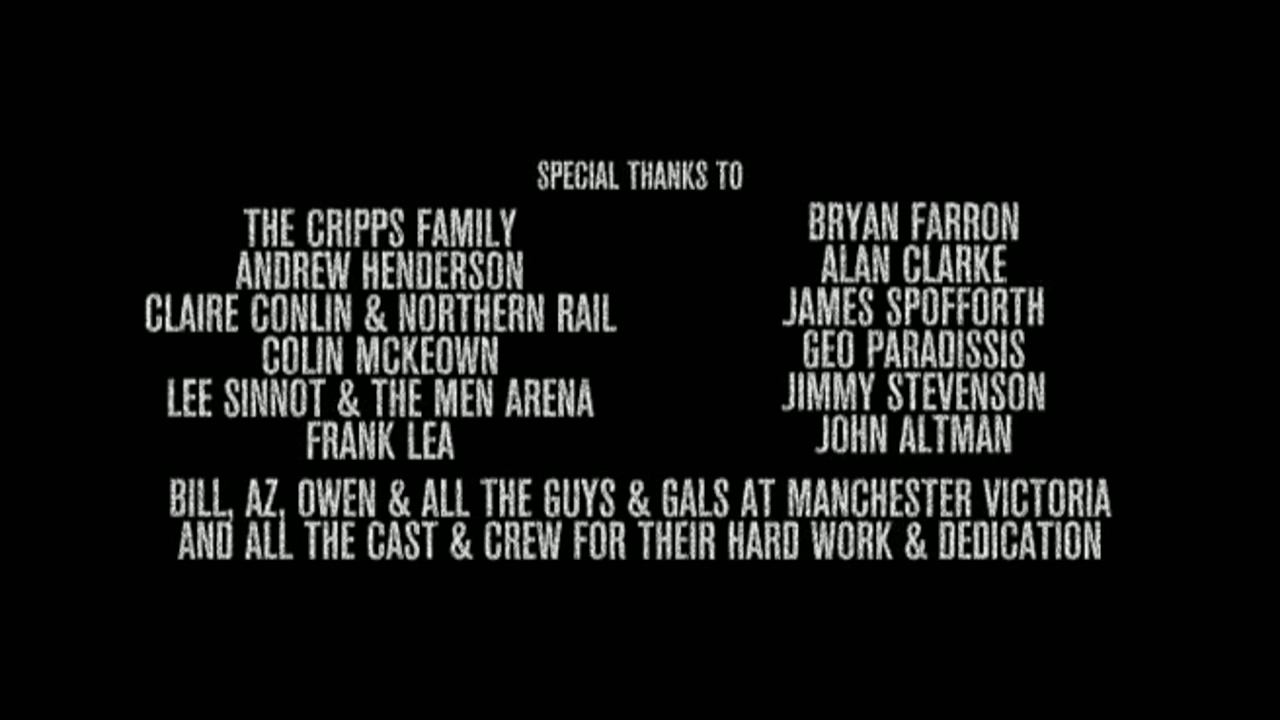 SPECIAL THANKS TO
THE CRIPPS FAMILY
ANDREW HENDERSON
CLAIRE CONLIN & NORTHERN RAIL
COLIN MCKEOWN
LEE SINNOT & THE MEN ARENA
FRANK LEA
BRYAN FARRON
ALAN CLARKE
JAMES SPOFFORTH
GEO PARADISSIS
JIMMY STEVENSON
JOHN ALTMAN
BILL, AZ, OWEN & ALL THE GUYS & GALS AT MANCHESTER VICTORIA
AND ALL THE CAST & CREW FOR THEIR HARD WORK & DEDICATION